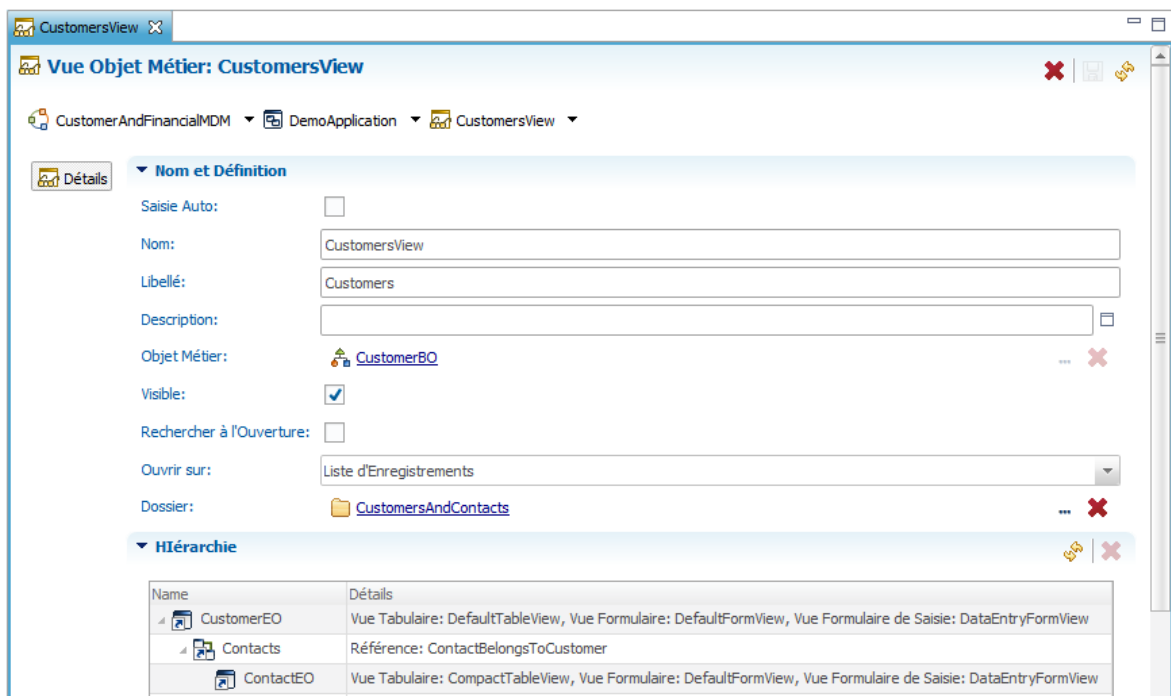 CustomersView
Vue Objet Métier: CustomersView
CustomerAndFinancialMDM DemoApplication CustomersView
Détails
Nom et Définition
Saisie Auto:
Nom: CustomersView
Libellé: Customers
Description:
Objet Métier: CustomerBO ...
Visible:
Rechercher à l'Ouverture:
Ouvrir sur: Liste d'Enregistrements
Dossier: CustomersAndContacts ...
HIérarchie
Name Détails
CustomerEO Vue Tabulaire: DefaultTableView, Vue Formulaire: DefaultFormView, Vue Formulaire de Saisie: DataEntryFormView
Contacts Référence: ContactBelongsToCustomer
ContactEO Vue Tabulaire: CompactTableView, Vue Formulaire: DefaultFormView, Vue Formulaire de Saisie: DataEntryFormView